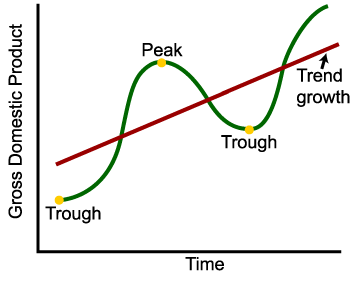 Gross Domestic Product
Peak
Trend
growth
Trough
Trough
Time